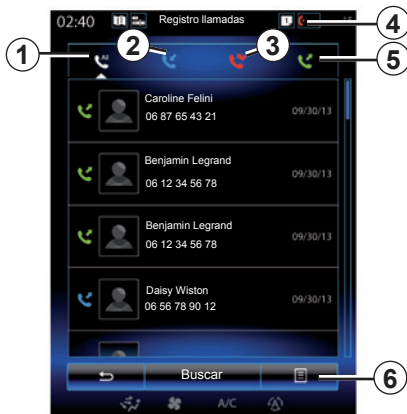 02:40 Registro llamadas
1
2
3
4
5
All
Caroline Felini
06 87 65 43 21
09/30/13
Benjamin Legrand
06 12 34 56 78
09/30/13
Benjamin Legrand
06 12 34 56 78
09/30/13
Daisy Wiston
06 56 78 90 12
09/30/13
Buscar
6
A/C